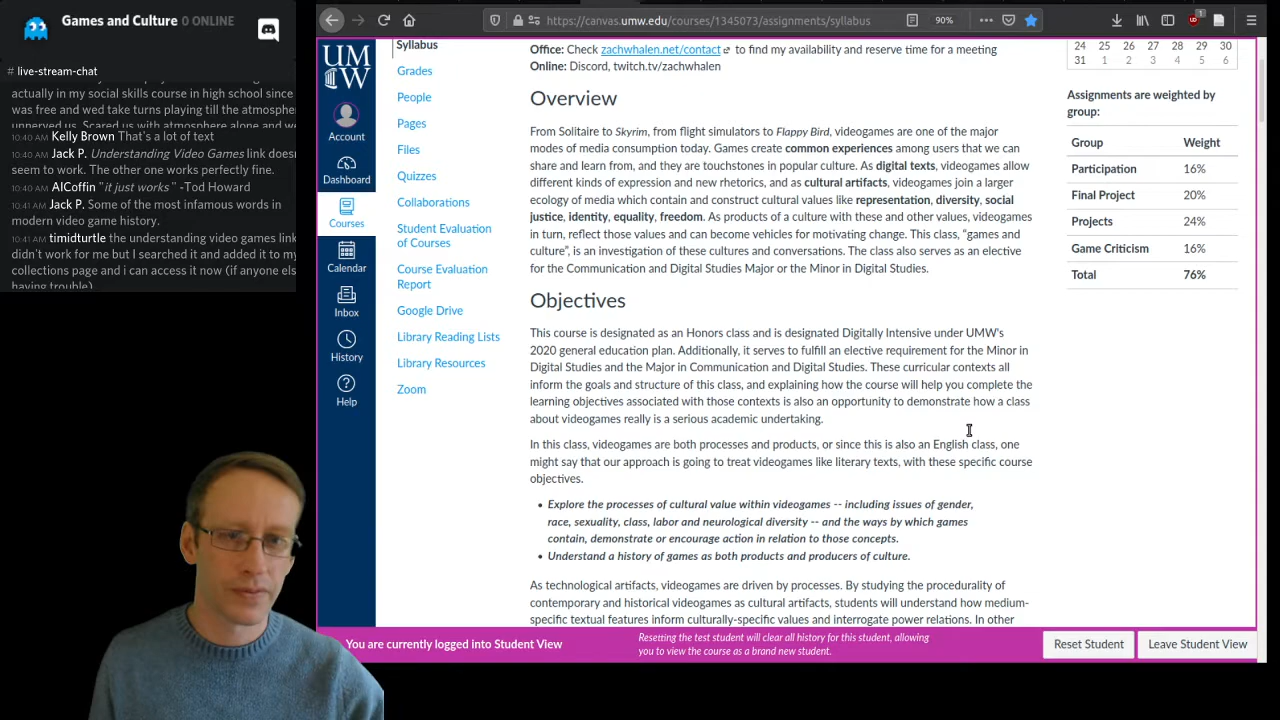 Games and Culture 0 ONLINE
# live-stream-chat
actually in my social skills course in high school since
was free and wed take turns playing till the atmosphere
unnerved us. Scared us with atmosphere alone and
10:40 AM Kelly Brown That's a lot of text
10:40 AM Jack P. Understanding Video Games link doesn
seem to work. The other one works perfectly fine.
10:40 AM AlCoffin "it just works" -Tod Howard
10:41 AM Jack P. Some of the most infamous words in
modern video game history.
10:41 AM timidturtle the understanding video games link
didn't work for me but I searched it and added it to my
collections page and i can access it now (if anyone else
having trouble)
https://canvas.umw.edu/courses/1345073/assignments/syllabus
90%
UMW
Account
Dashboard
Courses
Calendar
Inbox
History
Help
Syllabus
Grades
People
Pages
Files
Quizzes
Collaborations
Student Evaluation
of Courses
Course Evaluation
Report
Google Drive
Library Reading Lists
Library Resources
Zoom
Office: Check zachwhalen.net/contact to find my availability and reserve time for a meeting
Online: Discord, twitch.tv/zachwhalen
Overview
From Solitaire to Skyrim, from flight simulators to Flappy Bird, videogames are one of the major
modes of media consumption today. Games create common experiences among users that we can
share and learn from, and they are touchstones in popular culture. As digital texts, videogames allow
different kinds of expression and new rhetorics, and as cultural artifacts, videogames join a larger
ecology of media which contain and construct cultural values like representation, diversity, social
justice, identity, equality, freedom. As products of a culture with these and other values, videogames
in turn, reflect those values and can become vehicles for motivating change. This class, "games and
culture", is an investigation of these cultures and conversations. The class also serves as an elective
for the Communication and Digital Studies Major or the Minor in Digital Studies.
Objectives
This course is designated as an Honors class and is designated Digitally Intensive under UMW's
2020 general education plan. Additionally, it serves to fulfill an elective requirement for the Minor in
Digital Studies and the Major in Communication and Digital Studies. These curricular contexts all
inform the goals and structure of this class, and explaining how the course will help you complete the
learning objectives associated with those contexts is also an opportunity to demonstrate how a class
about videogames really is a serious academic undertaking.
In this class, videogames are both processes and products, or since this is also an English class, one
might say that our approach is going to treat videogames like literary texts, with these specific course
objectives.
• Explore the processes of cultural value within videogames -- including issues of gender,
race, sexuality, class, labor and neurological diversity -- and the ways by which games
contain, demonstrate or encourage action in relation to those concepts.
• Understand a history of games as both products and producers of culture.
As technological artifacts, videogames are driven by processes. By studying the procedurality of
contemporary and historical videogames as cultural artifacts, students will understand how medium-
specific textual features inform culturally-specific values and interrogate power relations. In other
24 25 26 27 28 29 30
31 1 2 3 4 5 6
Assignments are weighted by
group:
Group Weight
Participation 16%
Final Project 20%
Projects 24%
Game Criticism 16%
Total 76%
You are currently logged into Student View
Resetting the test student will clear all history for this student, allowing
you to view the course as a brand new student.
Reset Student
Leave Student View